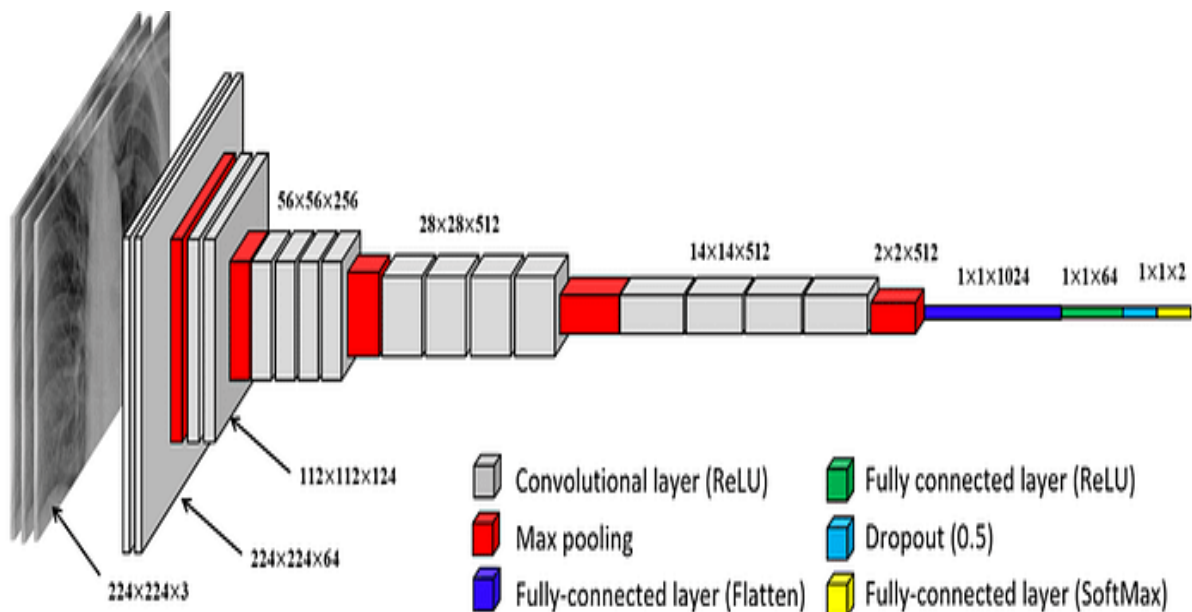 56×56×256
28×28×512
14×14×512
2×2×512
1×1×1024
1×1×64
1×1×2
112×112×124
224×224×64
224×224×3
Convolutional layer (ReLU)
Max pooling
Fully-connected layer (Flatten)
Fully connected layer (ReLU)
Dropout (0.5)
Fully-connected layer (SoftMax)